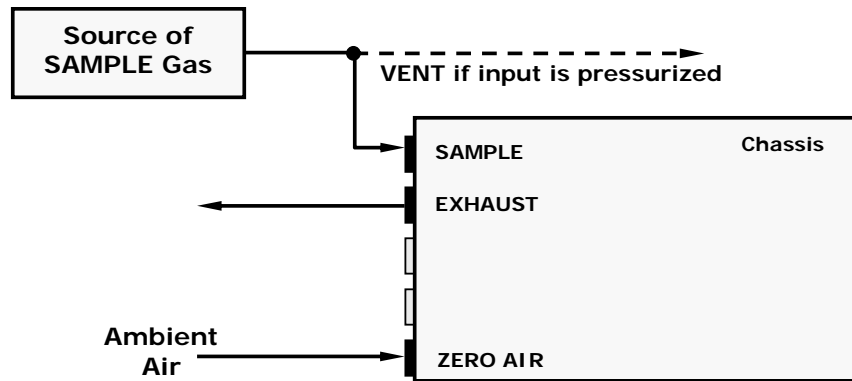 Source of
SAMPLE Gas
VENT if input is pressurized
SAMPLE
Chassis
EXHAUST
Ambient
Air
ZERO AIR